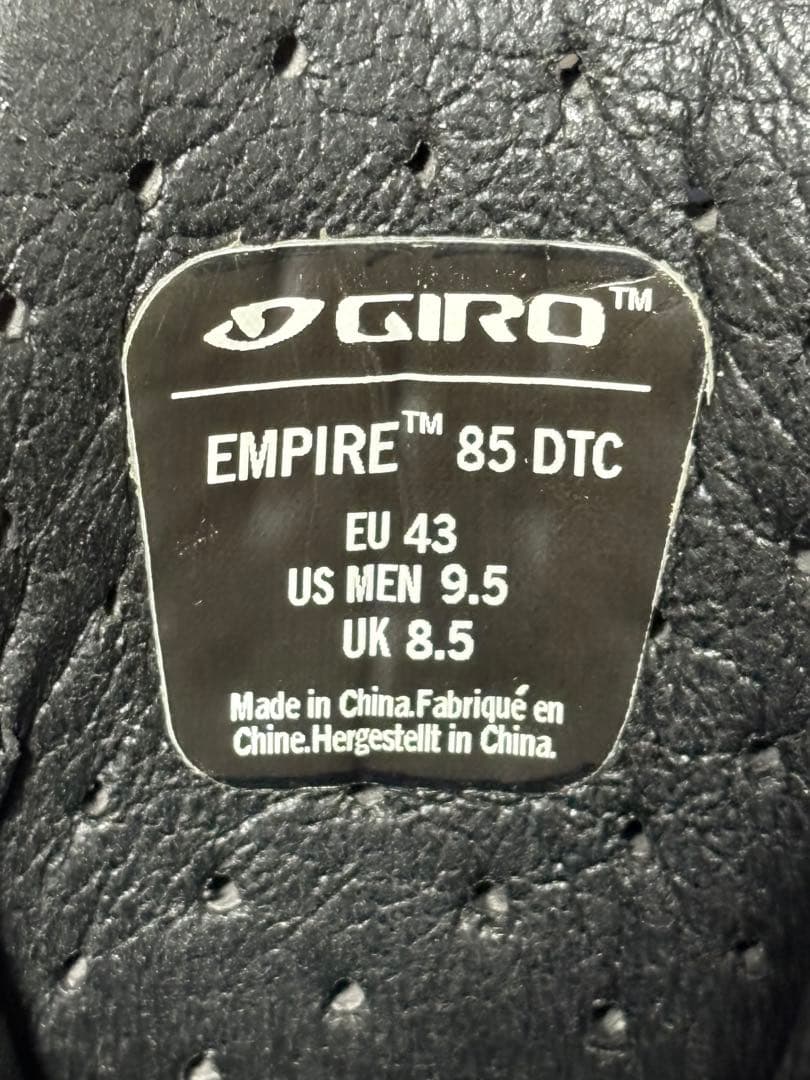 GIRO™
EMPIRE™ 85 DTC
EU 43
US MEN 9.5
UK 8.5
Made in China.Fabriqué en
Chine.Hergestellt in China.